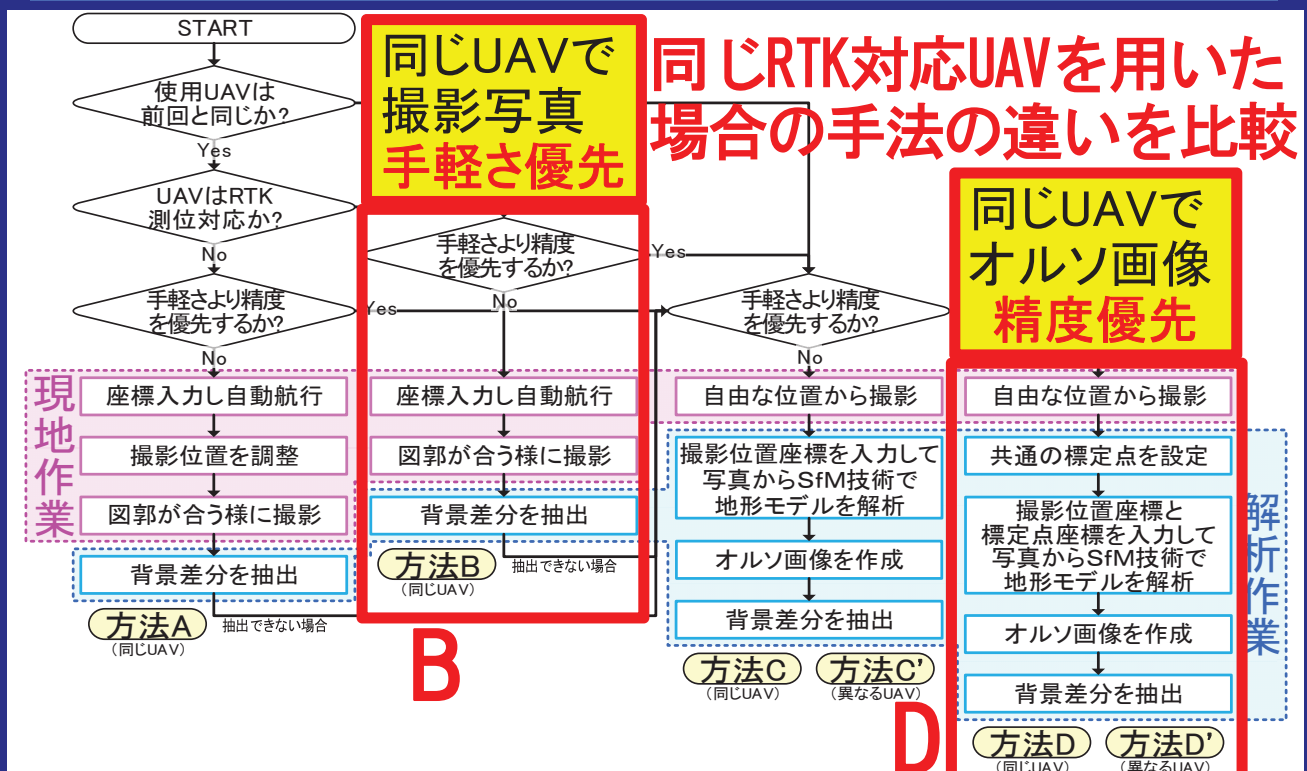 START
使用UAVは
前回と同じか?
Yes
UAVはRTK
測位対応か?
No
手軽さより精度
を優先するか?
Yes
No
同じUAVで
撮影写真
手軽さ優先
手軽さより精度
を優先するか?
Yes
No
同じRTK対応UAVを用いた
場合の手法の違いを比較
手軽さより精度
を優先するか?
No
同じUAVで
オルソ画像
精度優先
現地作業
座標入力し自動航行
撮影位置を調整
図郭が合う様に撮影
背景差分を抽出
方法A
(同じUAV)
抽出できない場合
座標入力し自動航行
図郭が合う様に撮影
背景差分を抽出
方法B
(同じUAV)
抽出できない場合
B
自由な位置から撮影
撮影位置座標を入力して
写真からSfM技術で
地形モデルを解析
オルソ画像を作成
背景差分を抽出
方法C
(同じUAV)
方法C'
(異なるUAV)
自由な位置から撮影
共通の標定点を設定
撮影位置座標と
標定点座標を入力して
写真からSfM技術で
地形モデルを解析
オルソ画像を作成
背景差分を抽出
解析作業
D
方法D
(同じUAV)
方法D'
(異なるUAV)